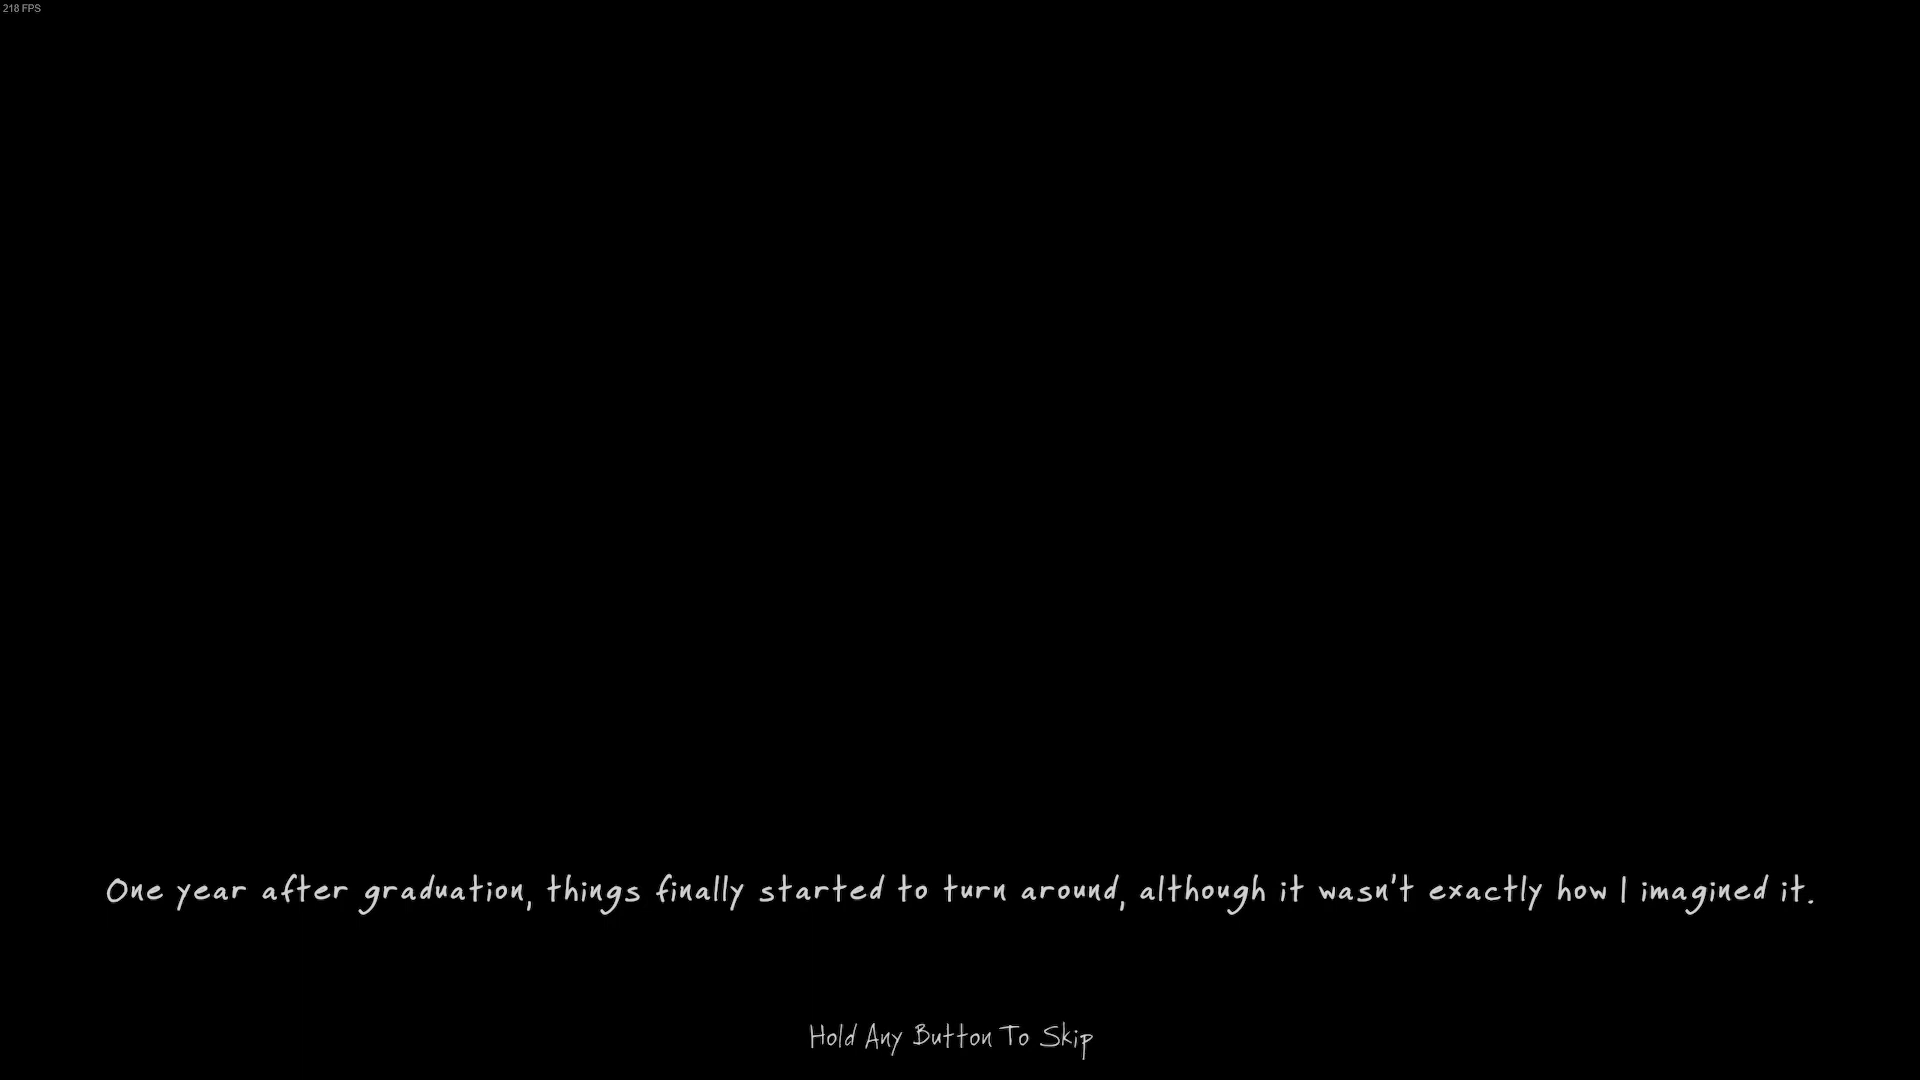 218 FPS
One year after graduation, things finally started to turn around, although it wasn't exactly how I imagined it.
Hold Any Button To Skip